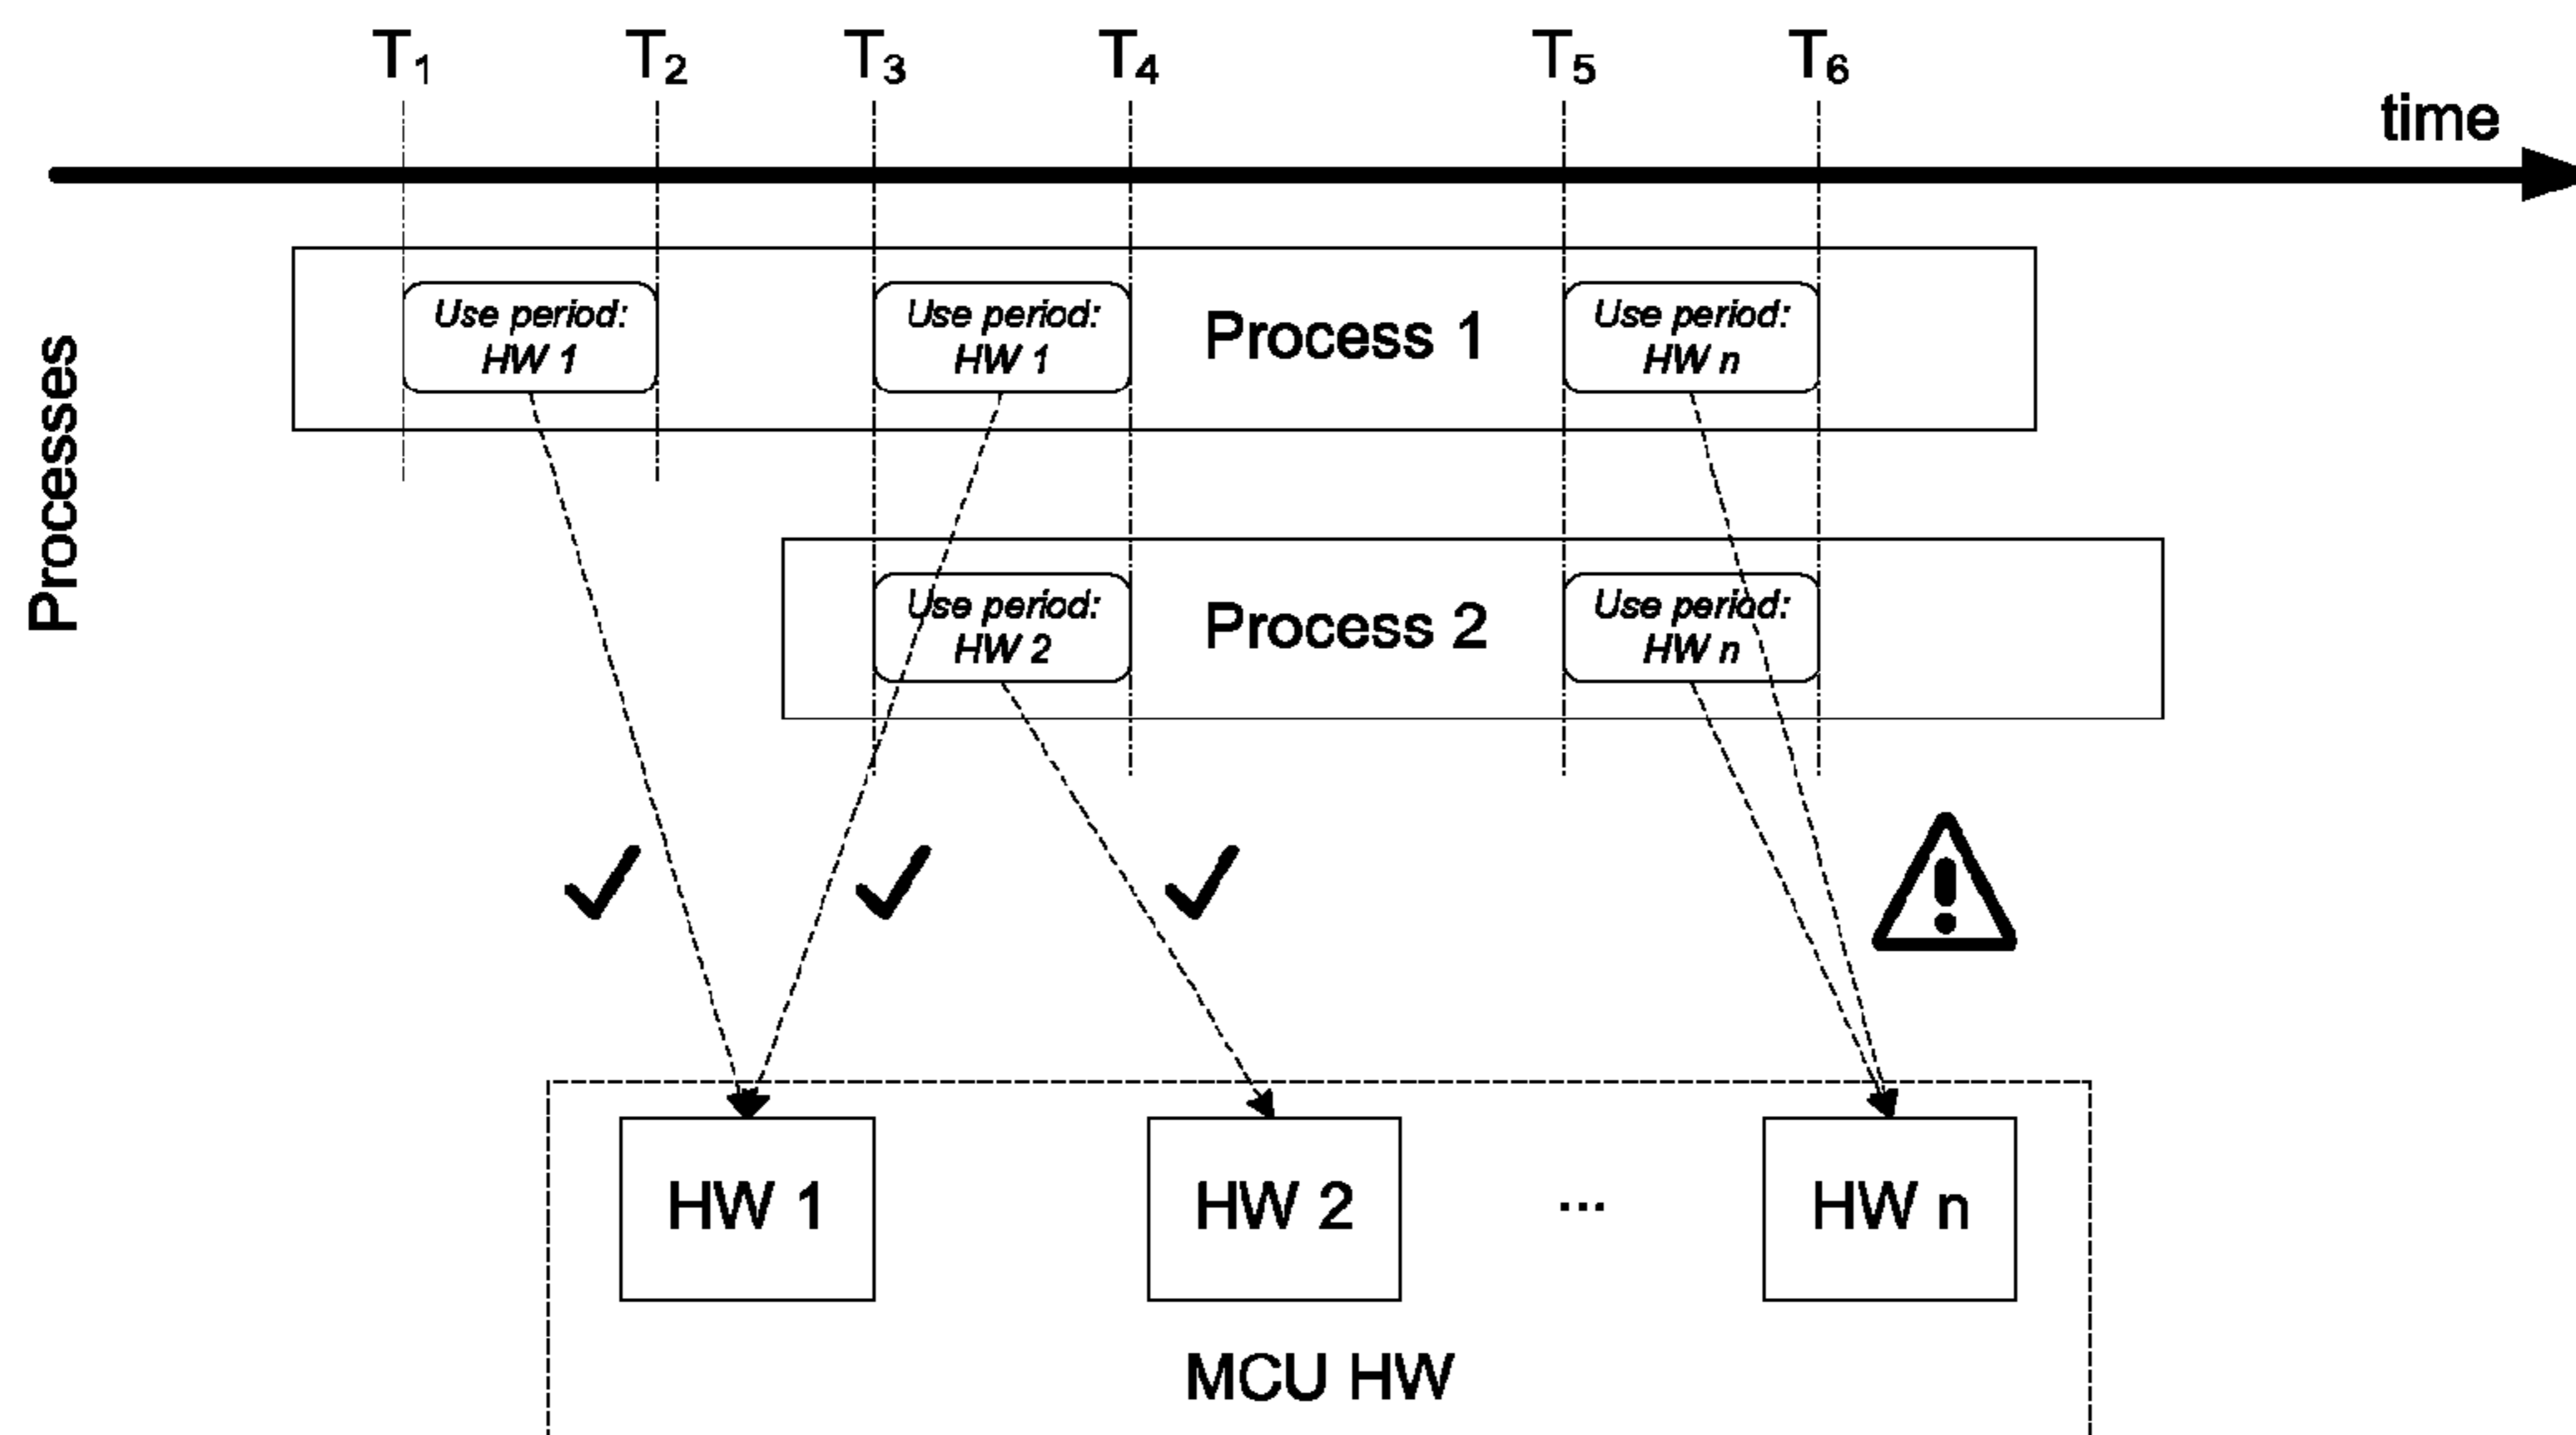 T1 T2 T3 T4 T5 T6
time
Processes
Use period:
HW 1
Use period:
HW 1
Process 1
Use period:
HW n
Use period:
HW 2
Process 2
Use period:
HW n
HW 1
HW 2
...
HW n
MCU HW